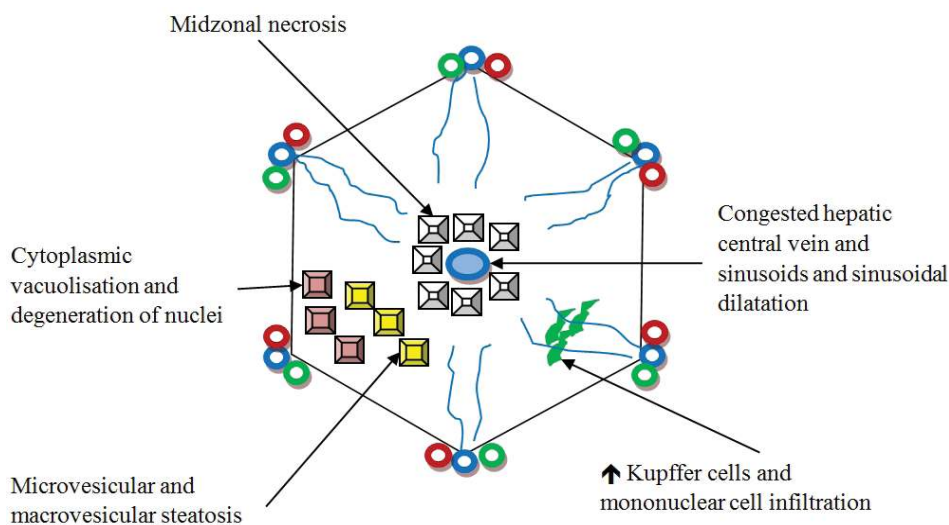 Midzonal necrosis
Congested hepatic
central vein and
sinusoids and sinusoidal
dilatation
Cytoplasmic
vacuolisation and
degeneration of nuclei
Microvesicular and
macrovesicular steatosis
🡅 Kupffer cells and
mononuclear cell infiltration